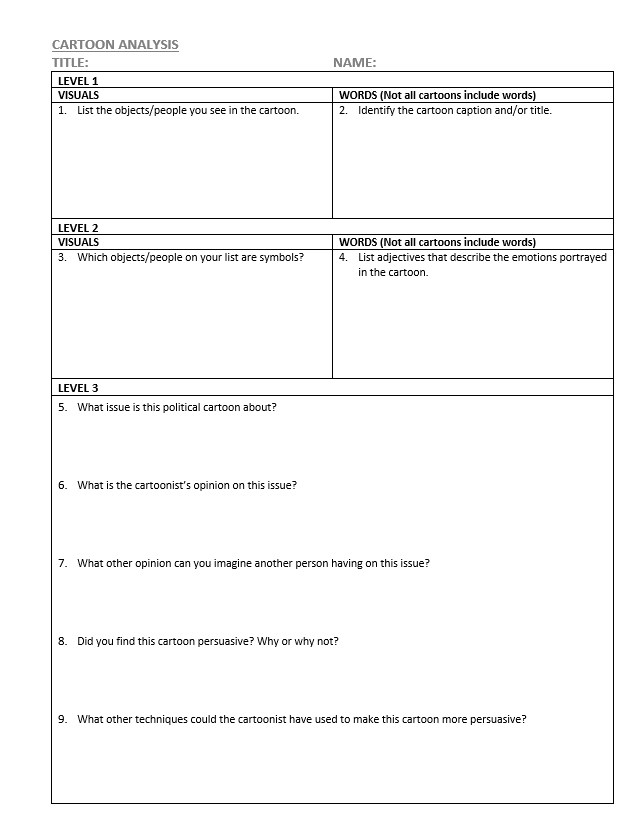 CARTOON ANALYSIS
TITLE: NAME:
LEVEL 1
VISUALS
WORDS (Not all cartoons include words)
1. List the objects/people you see in the cartoon.
2. Identify the cartoon caption and/or title.
LEVEL 2
VISUALS
WORDS (Not all cartoons include words)
3. Which objects/people on your list are symbols?
4. List adjectives that describe the emotions portrayed
in the cartoon.
LEVEL 3
5. What issue is this political cartoon about?
6. What is the cartoonist’s opinion on this issue?
7. What other opinion can you imagine another person having on this issue?
8. Did you find this cartoon persuasive? Why or why not?
9. What other techniques could the cartoonist have used to make this cartoon more persuasive?